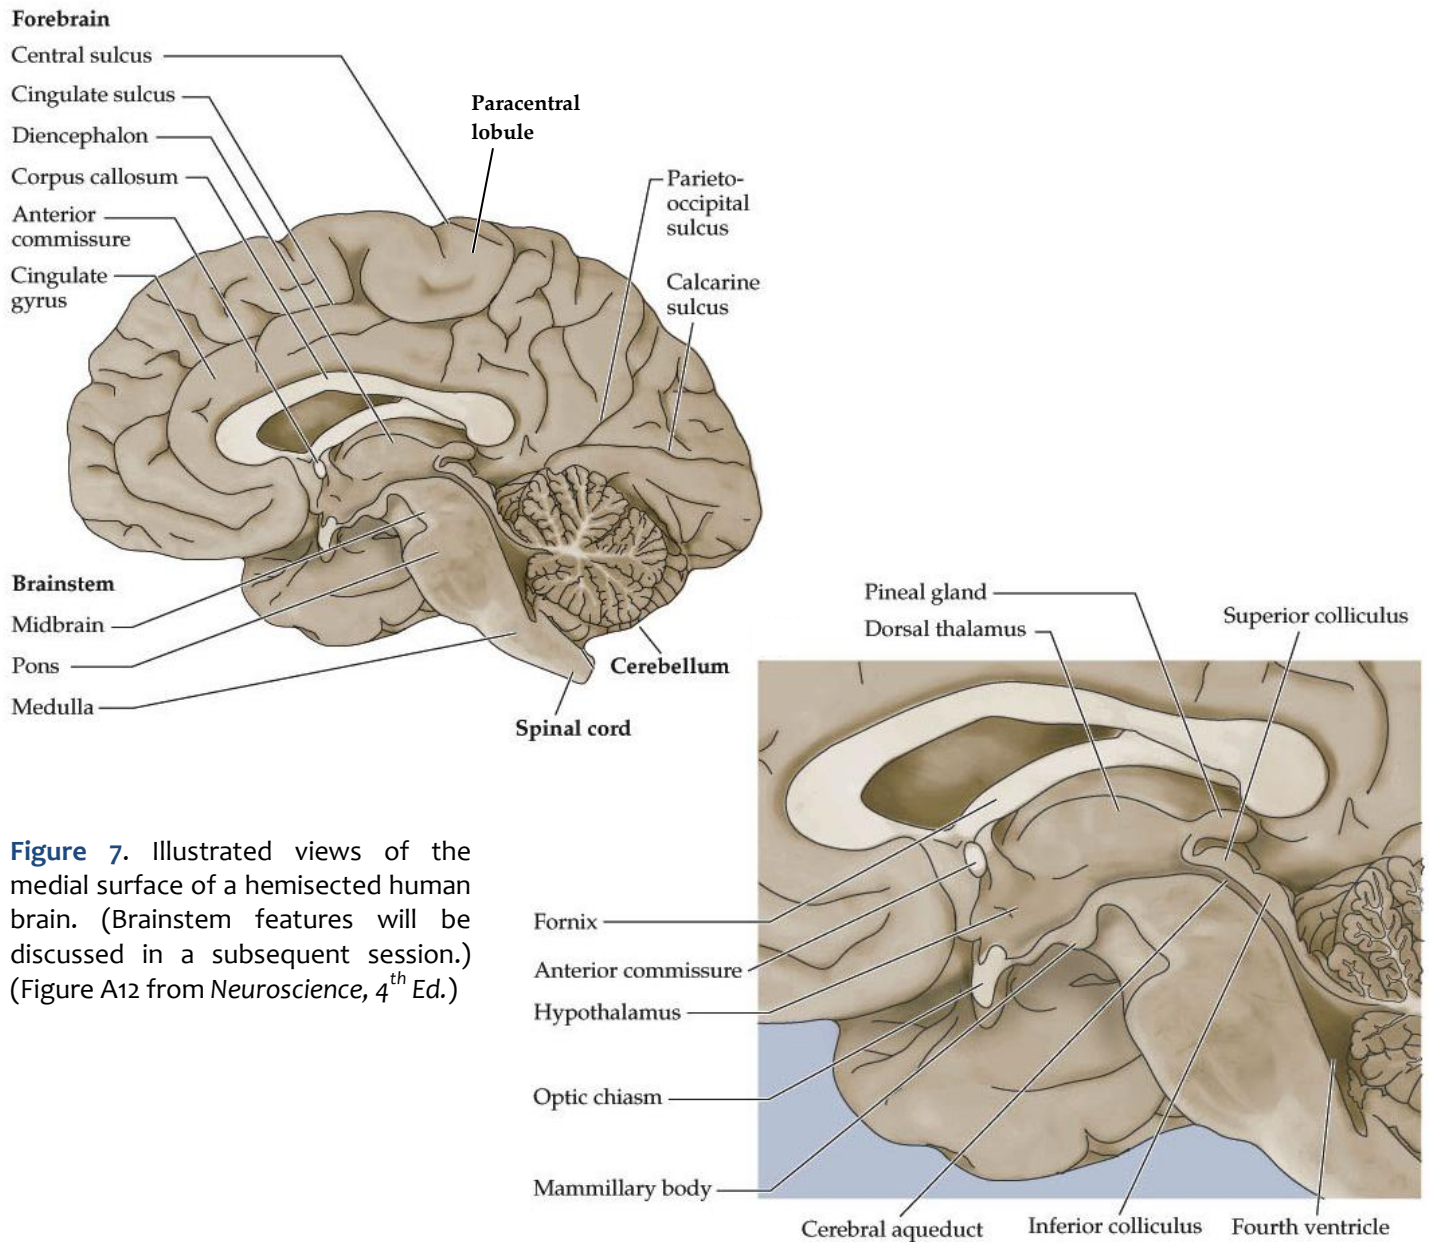 Forebrain
Central sulcus
Cingulate sulcus
Diencephalon
Corpus callosum
Anterior
commissure
Cingulate
gyrus
Paracentral
lobule
Parieto-
occipital
sulcus
Calcarine
sulcus
Brainstem
Midbrain
Pons
Medulla
Cerebellum
Spinal cord
Pineal gland
Dorsal thalamus
Superior colliculus
Fornix
Anterior commissure
Hypothalamus
Optic chiasm
Mammillary body
Cerebral aqueduct
Inferior colliculus
Fourth ventricle
Figure 7. Illustrated views of the
medial surface of a hemisected human
brain. (Brainstem features will be
discussed in a subsequent session.)
(Figure A12 from Neuroscience, 4th Ed.)